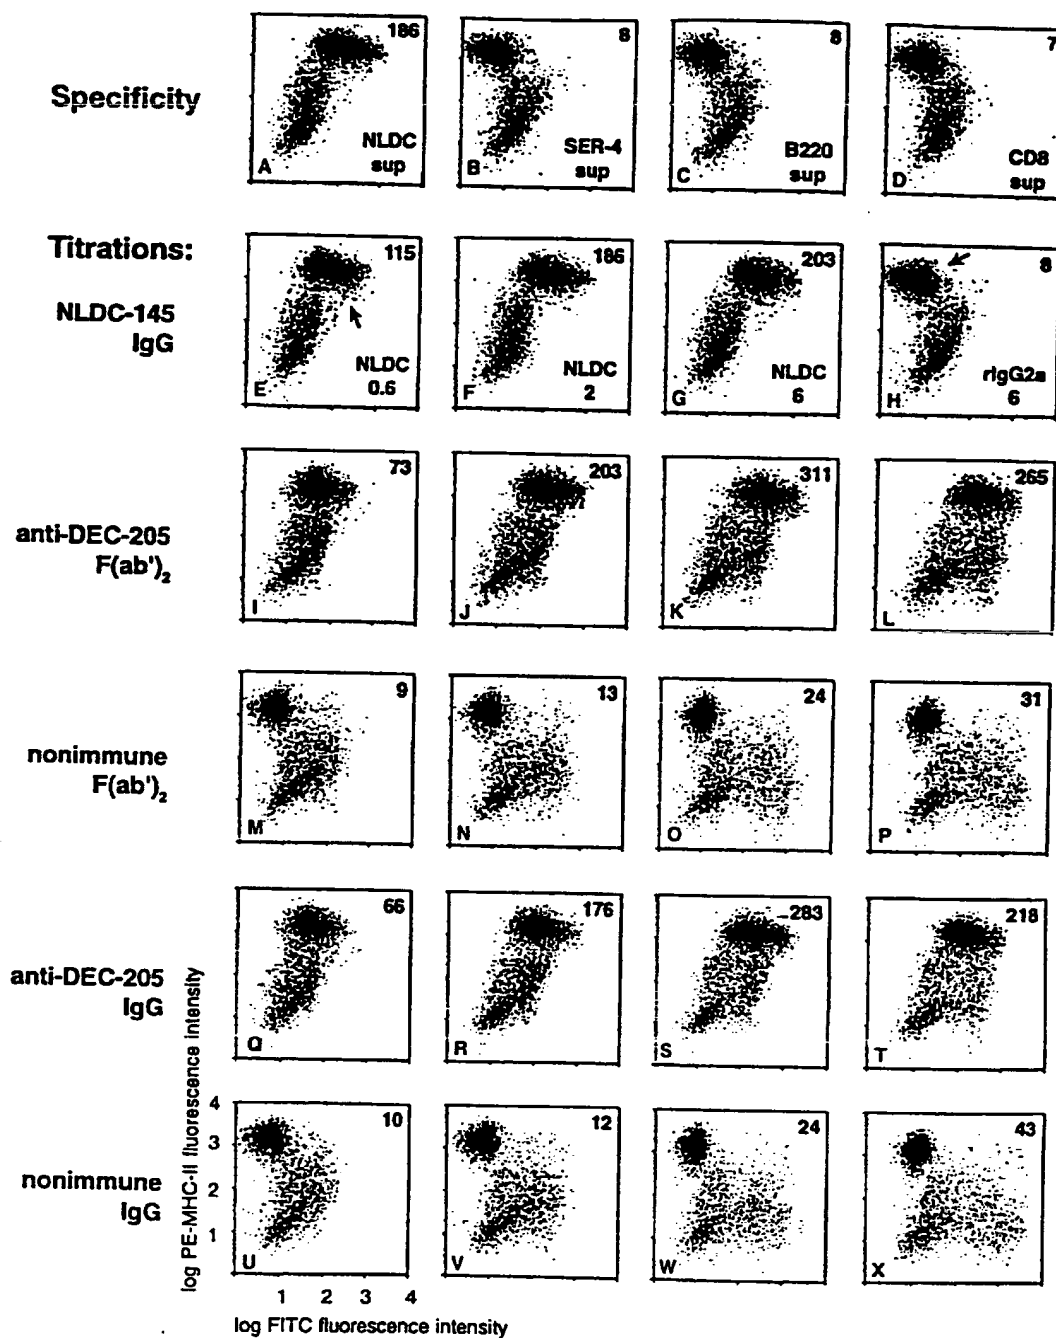 186
8
8
7
Specificity
NLDC
sup
SER-4
sup
B220
sup
CD8
sup
A
B
C
D
Titrations:
115
186
203
8
NLDC-145
IgG
NLDC
0.6
NLDC
2
NLDC
6
rIgG2a
6
E
F
G
H
73
203
311
265
anti-DEC-205
F(ab')₂
I
J
K
L
9
13
24
31
nonimmune
F(ab')₂
M
N
O
P
66
176
283
218
anti-DEC-205
IgG
Q
R
S
T
log PE-MHC-II fluorescence intensity
4
3
2
1
10
12
24
43
nonimmune
IgG
U
V
W
X
1 2 3 4
log FITC fluorescence intensity